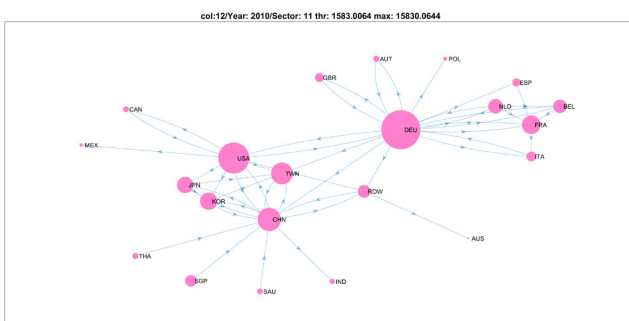 col:12/Year: 2010/Sector: 11 thr: 1583.0064 max: 15830.0644
AUT
POL
GBR
ESP
NLD
BEL
CAN
DEU
FRA
MEX
USA
ITA
TWN
JPN
ROW
KOR
CHN
AUS
THA
SGP
IND
SAU